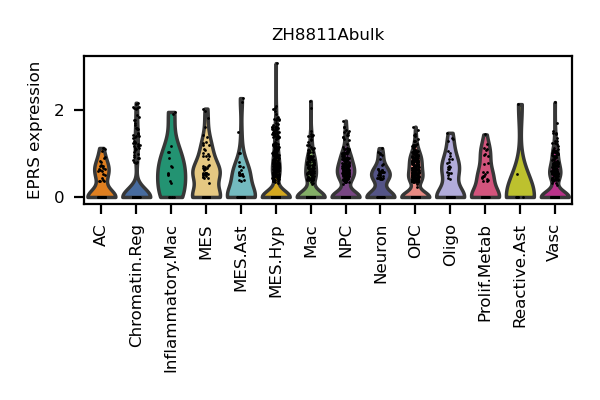 ZH8811Abulk
EPRS expression
2
0
AC
Chromatin.Reg
Inflammatory.Mac
MES
MES.Ast
MES.Hyp
Mac
NPC
Neuron
OPC
Oligo
Prolif.Metab
Reactive.Ast
Vasc